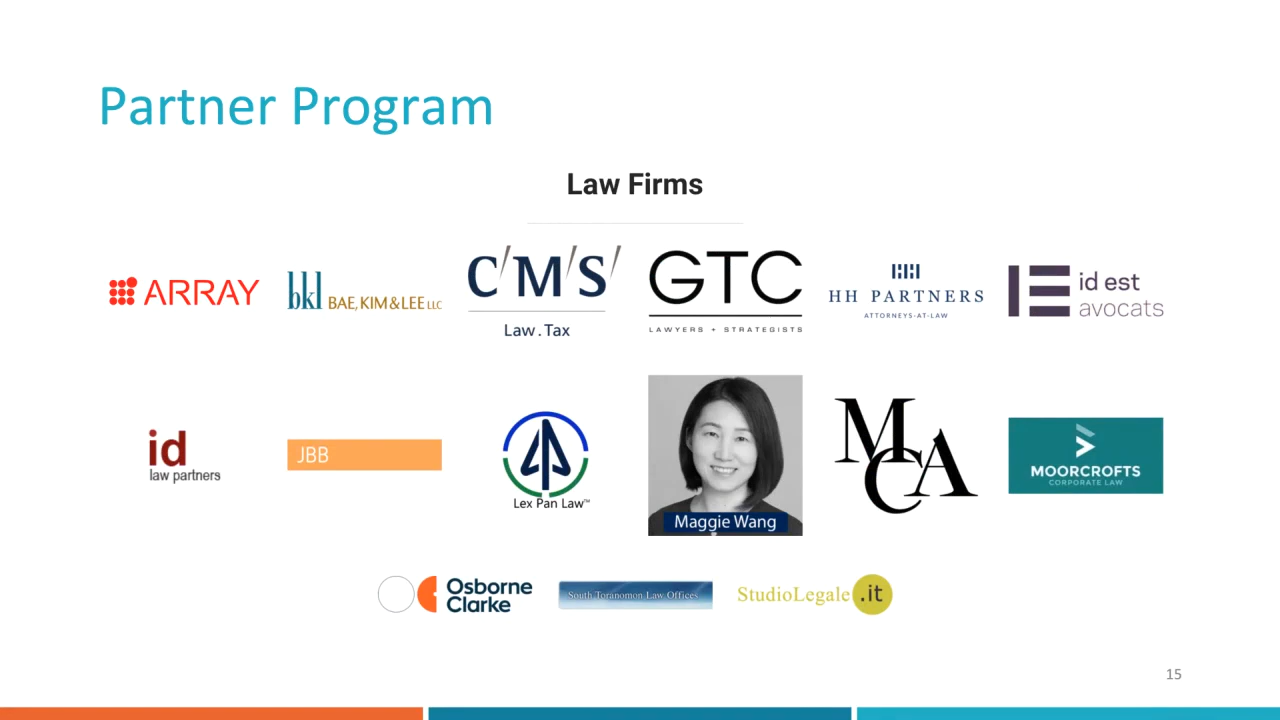 Partner Program
Law Firms
ARRAY
bkl BAE, KIM & LEE LLC
C'M'S'
Law.Tax
GTC
LAWYERS + STRATEGISTS
HH
HH PARTNERS
ATTORNEYS-AT-LAW
id est
avocats
id
law partners
JBB
Lex Pan Law™
Maggie Wang
MCA
MOORCROFTS
CORPORATE LAW
Osborne
Clarke
South Toranomon Law Offices
StudioLegale.it
15